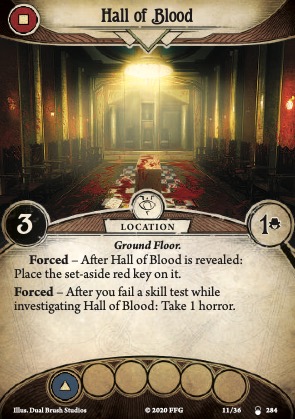 Hall of Blood
3
LOCATION
1
Ground Floor.
Forced – After Hall of Blood is revealed:
Place the set-aside red key on it.
Forced – After you fail a skill test while
investigating Hall of Blood: Take 1 horror.
Illus. Dual Brush Studios
© 2020 FFG
11/36
284